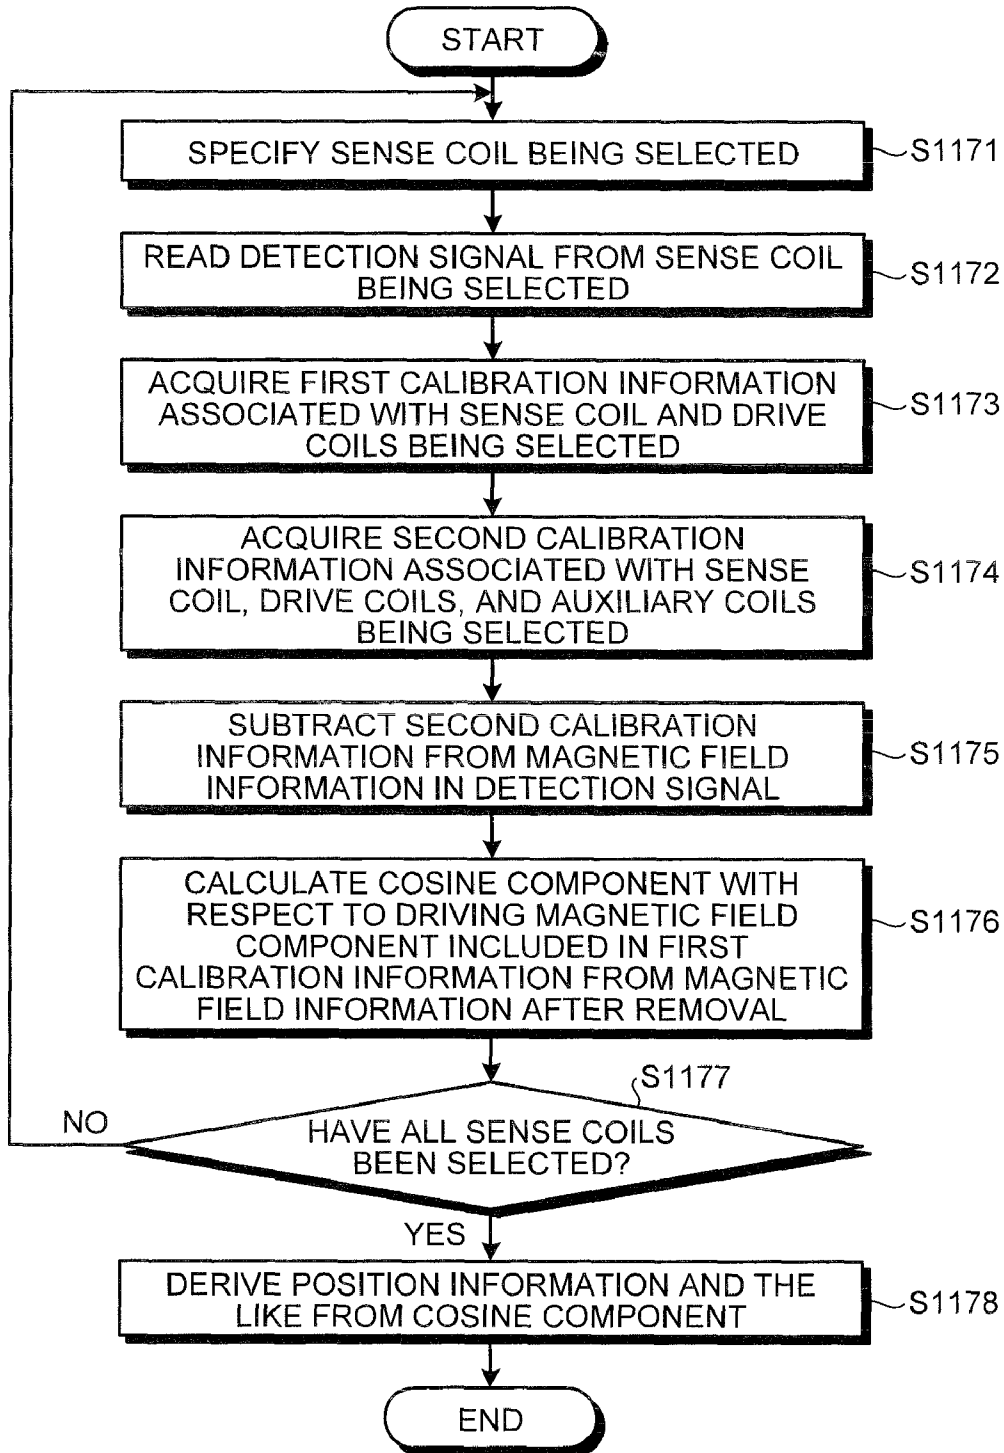 START
SPECIFY SENSE COIL BEING SELECTED
S1171
READ DETECTION SIGNAL FROM SENSE COIL
BEING SELECTED
S1172
ACQUIRE FIRST CALIBRATION INFORMATION
ASSOCIATED WITH SENSE COIL AND DRIVE
COILS BEING SELECTED
S1173
ACQUIRE SECOND CALIBRATION
INFORMATION ASSOCIATED WITH SENSE
COIL, DRIVE COILS, AND AUXILIARY COILS
BEING SELECTED
S1174
SUBTRACT SECOND CALIBRATION
INFORMATION FROM MAGNETIC FIELD
INFORMATION IN DETECTION SIGNAL
S1175
CALCULATE COSINE COMPONENT WITH
RESPECT TO DRIVING MAGNETIC FIELD
COMPONENT INCLUDED IN FIRST
CALIBRATION INFORMATION FROM MAGNETIC
FIELD INFORMATION AFTER REMOVAL
S1176
S1177
NO
HAVE ALL SENSE COILS
BEEN SELECTED?
YES
DERIVE POSITION INFORMATION AND THE
LIKE FROM COSINE COMPONENT
S1178
END